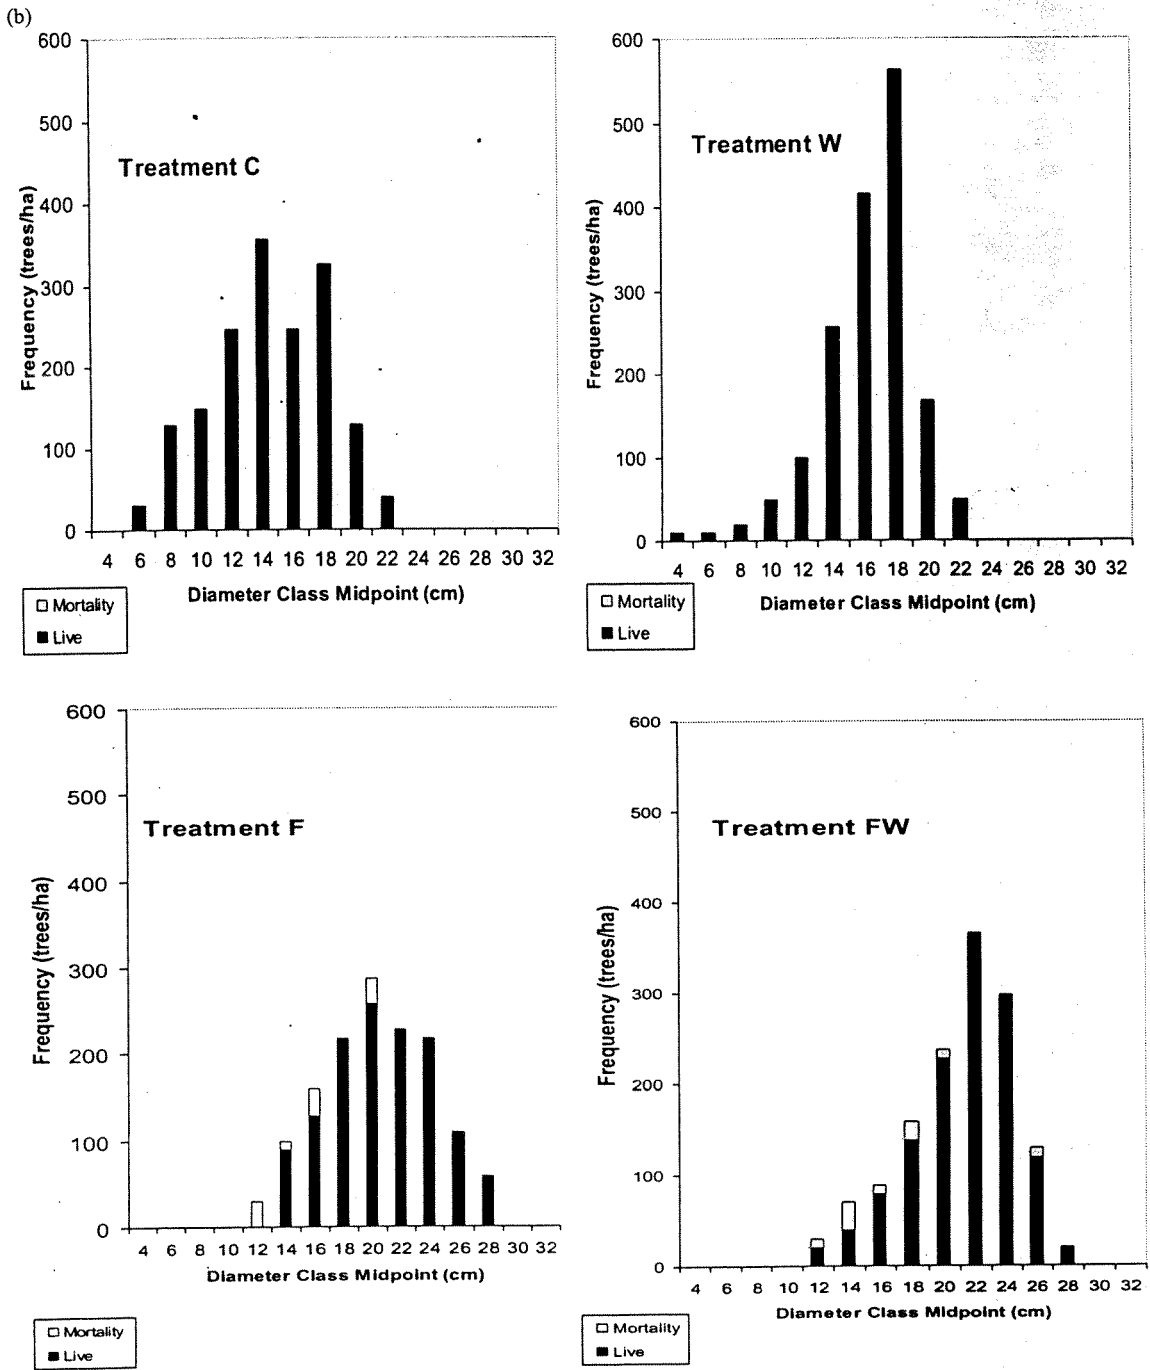 (b)
600
500
400
300
200
100
0
Frequency (trees/ha)
Treatment C
4 6 8 10 12 14 16 18 20 22 24 26 28 30 32
Diameter Class Midpoint (cm)
Mortality
Live
600
500
400
300
200
100
0
Frequency (trees/ha)
Treatment W
4 6 8 10 12 14 16 18 20 22 24 26 28 30 32
Diameter Class Midpoint (cm)
Mortality
Live
600
500
400
300
200
100
0
Frequency (trees/ha)
Treatment F
4 6 8 10 12 14 16 18 20 22 24 26 28 30 32
Diameter Class Midpoint (cm)
Mortality
Live
600
500
400
300
200
100
0
Frequency (trees/ha)
Treatment FW
4 6 8 10 12 14 16 18 20 22 24 26 28 30 32
Diameter Class Midpoint (cm)
Mortality
Live